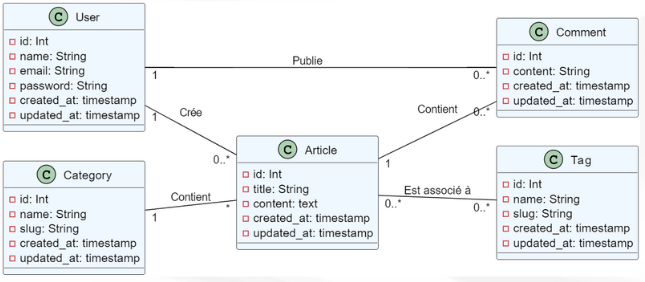 C User
id: Int
name: String
email: String
password: String
created_at: timestamp
updated_at: timestamp
C Comment
id: Int
content: String
created_at: timestamp
updated_at: timestamp
Publie
1
0..*
Crée
1
0..*
Contient
0..*
1
C Article
id: Int
title: String
content: text
created_at: timestamp
updated_at: timestamp
C Category
id: Int
name: String
slug: String
created_at: timestamp
updated_at: timestamp
Contient
1
*
Est associé à
0..*
0..*
C Tag
id: Int
name: String
slug: String
created_at: timestamp
updated_at: timestamp